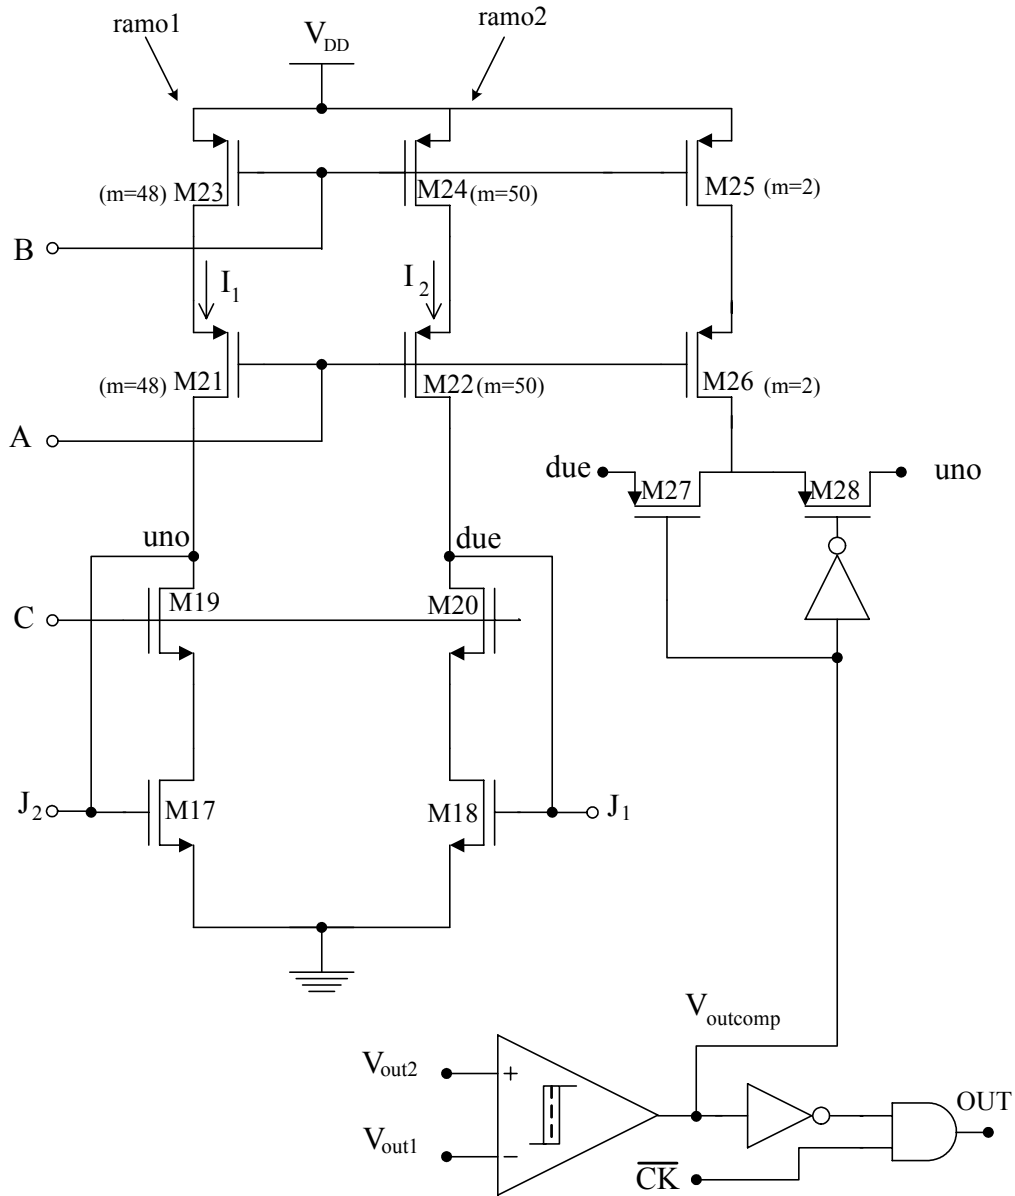 ramo1
V_DD
ramo2
(m=48) M23
M24 (m=50)
M25 (m=2)
B
I_1
I_2
(m=48) M21
M22 (m=50)
M26 (m=2)
A
due
M27
M28
uno
uno
due
M19
M20
C
J_2
M17
M18
J_1
V_outcomp
V_out2
+
OUT
V_out1
−
C̅K̅